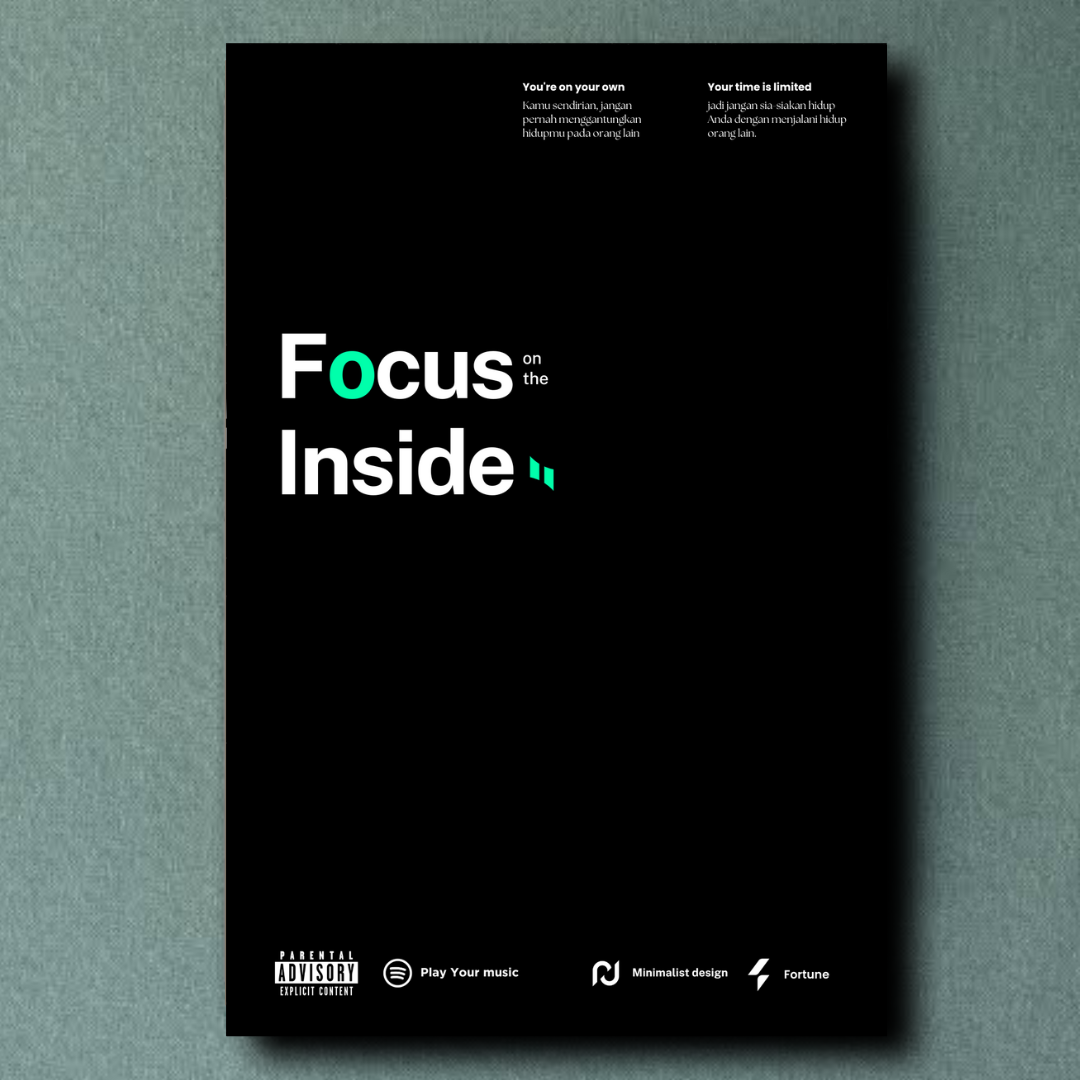 You're on your own
Kamu sendirian, jangan
pernah menggantungkan
hidupmu pada orang lain
Your time is limited
jadi jangan sia-siakan hidup
Anda dengan menjalani hidup
orang lain.
Focus
on
the
Inside
PARENTAL
ADVISORY
EXPLICIT CONTENT
Play Your music
Minimalist design
Fortune